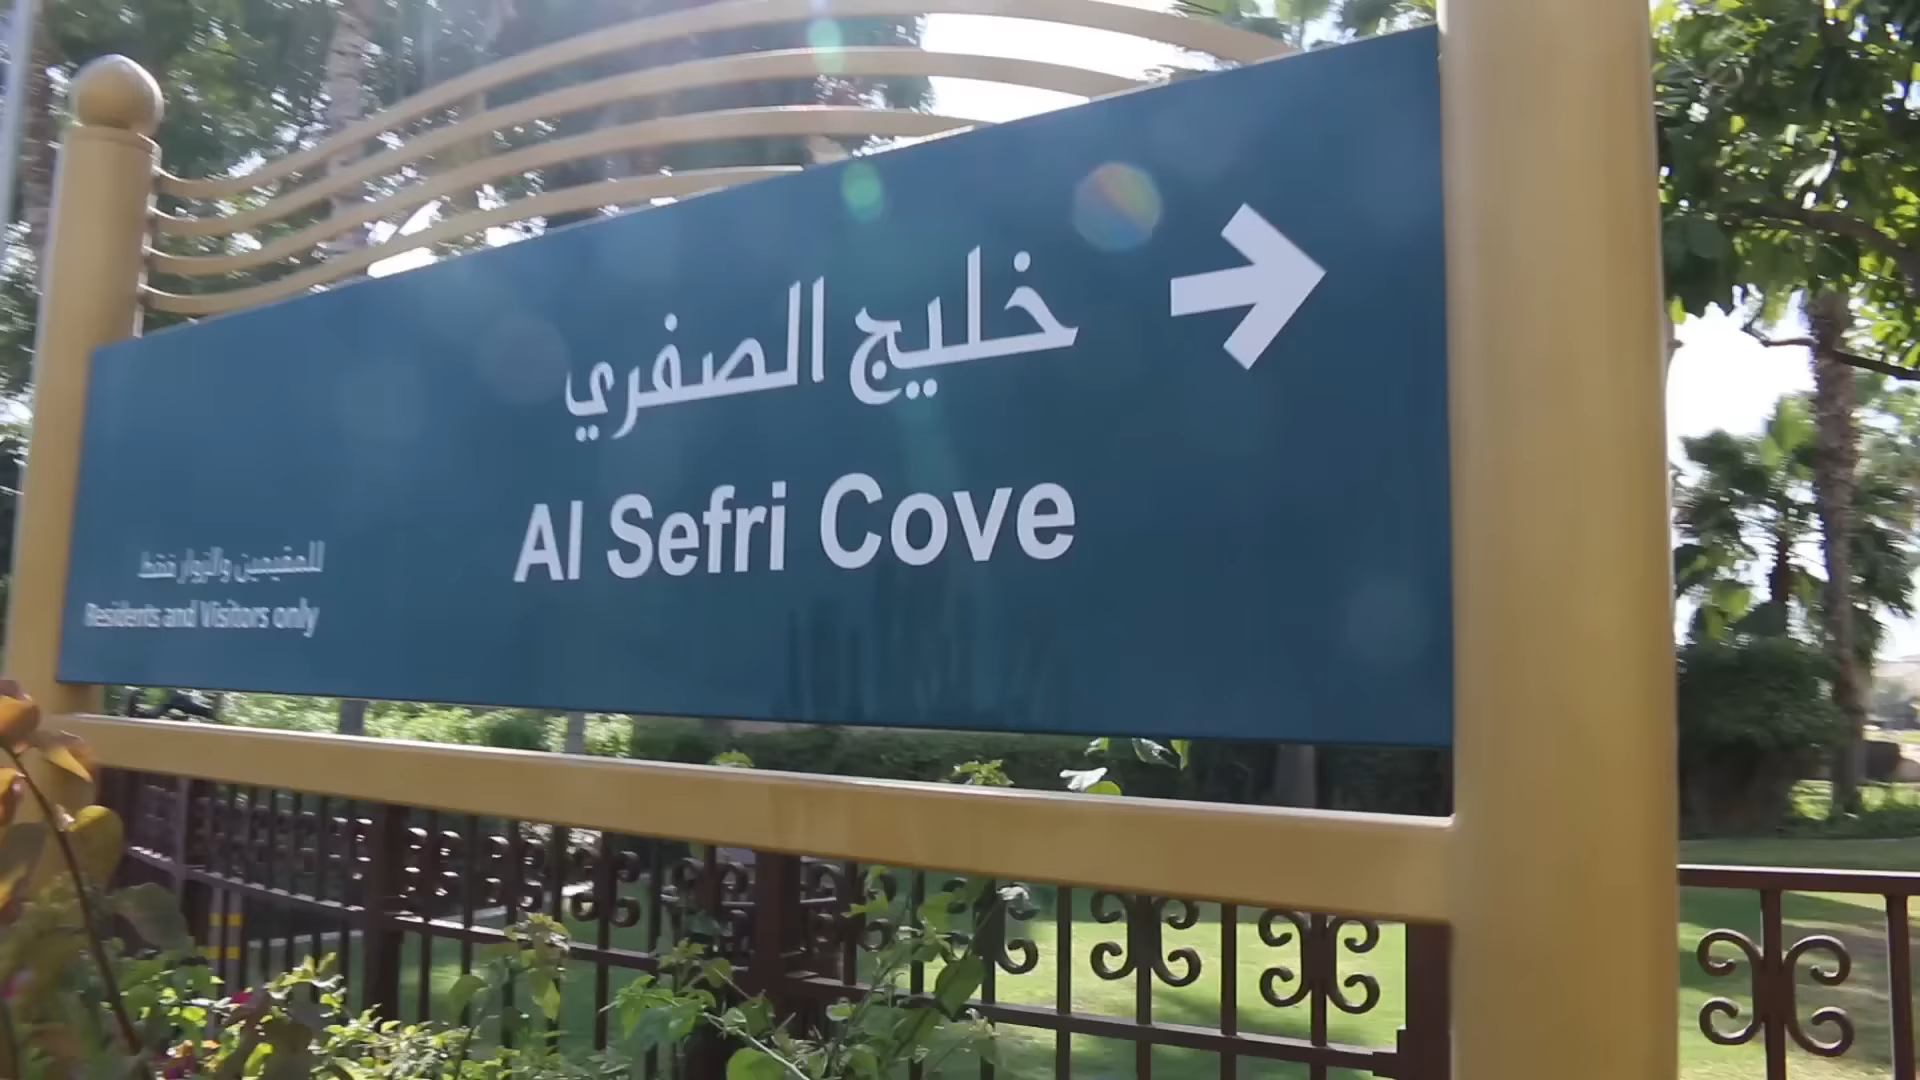 خليج الصفري
Al Sefri Cove
للمقيمين والزوار فقط
Residents and Visitors only